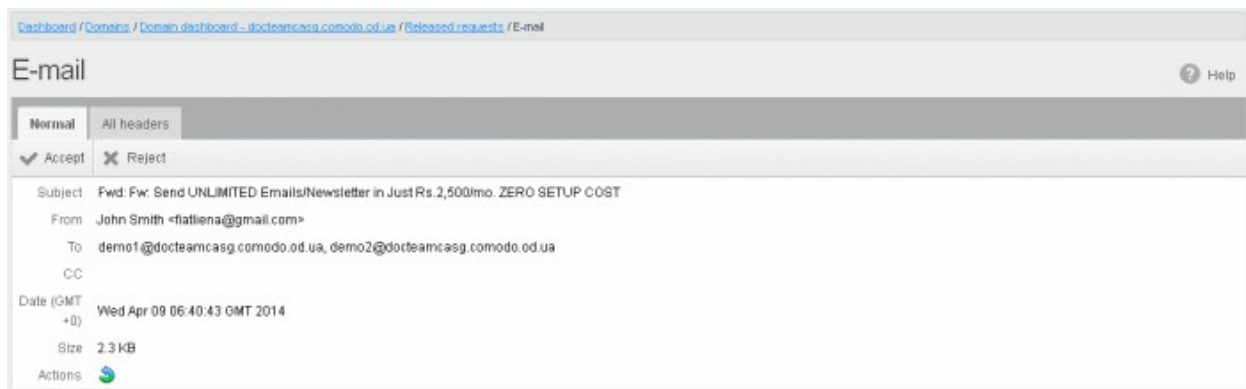 Dashboard / Domains / Domain dashboard - docteamcasg.comodo.od.ua / Released requests / E-mail
E-mail
Help
Normal All headers
Accept Reject
Subject Fwd: Fw: Send UNLIMITED Emails/Newsletter in Just Rs.2,500/mo. ZERO SETUP COST
From John Smith <fiatliena@gmail.com>
To demo1@docteamcasg.comodo.od.ua, demo2@docteamcasg.comodo.od.ua
CC
Date (GMT
+0) Wed Apr 09 06:40:43 GMT 2014
Size 2.3 KB
Actions